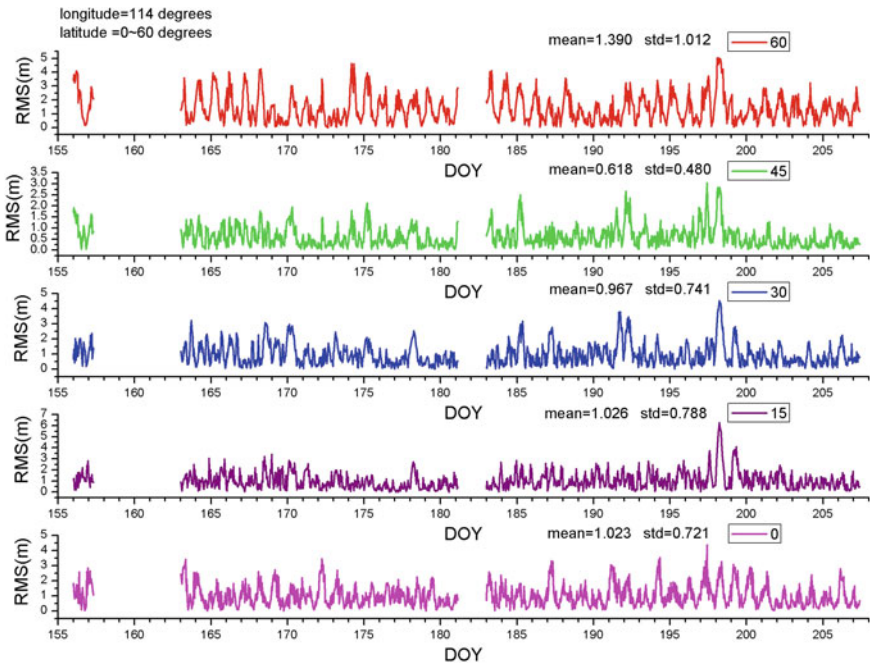 longitude=114 degrees
latitude =0~60 degrees
mean=1.390 std=1.012 60
RMS(m)
5
4
3
2
1
0
155 160 165 170 175 180 185 190 195 200 205
DOY
mean=0.618 std=0.480 45
RMS(m)
3.5
3.0
2.5
2.0
1.5
1.0
0.5
0.0
155 160 165 170 175 180 185 190 195 200 205
DOY
mean=0.967 std=0.741 30
RMS(m)
5
4
3
2
1
0
155 160 165 170 175 180 185 190 195 200 205
DOY
mean=1.026 std=0.788 15
RMS(m)
7
6
5
4
3
2
1
0
155 160 165 170 175 180 185 190 195 200 205
DOY
mean=1.023 std=0.721 0
RMS(m)
5
4
3
2
1
0
155 160 165 170 175 180 185 190 195 200 205